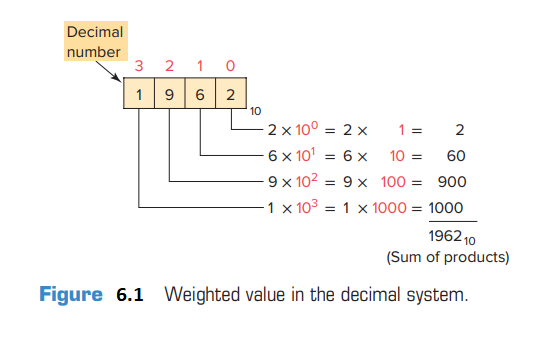 Decimal
number
3 2 1 0
1 9 6 2 10
2 × 10⁰ = 2 × 1 = 2
6 × 10¹ = 6 × 10 = 60
9 × 10² = 9 × 100 = 900
1 × 10³ = 1 × 1000 = 1000
1962₁₀
(Sum of products)
Figure 6.1 Weighted value in the decimal system.